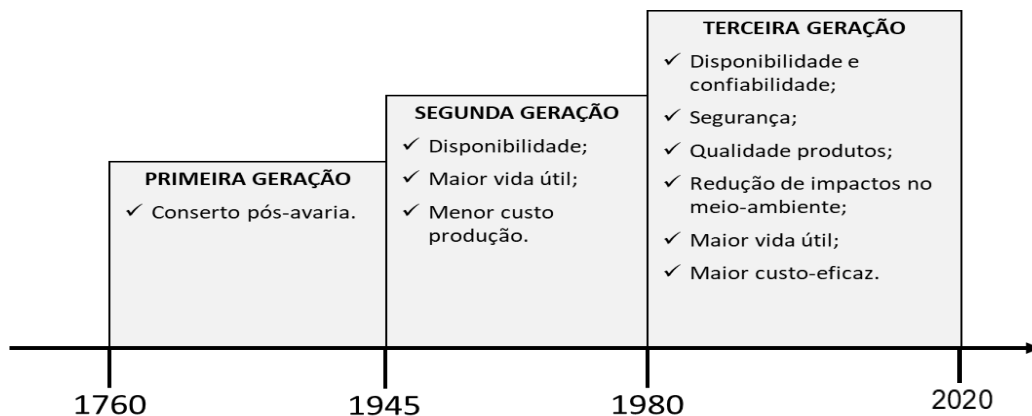 PRIMEIRA GERAÇÃO
✓ Conserto pós-avaria.
SEGUNDA GERAÇÃO
✓ Disponibilidade;
✓ Maior vida útil;
✓ Menor custo
produção.
TERCEIRA GERAÇÃO
✓ Disponibilidade e
confiabilidade;
✓ Segurança;
✓ Qualidade produtos;
✓ Redução de impactos no
meio-ambiente;
✓ Maior vida útil;
✓ Maior custo-eficaz.
1760
1945
1980
2020